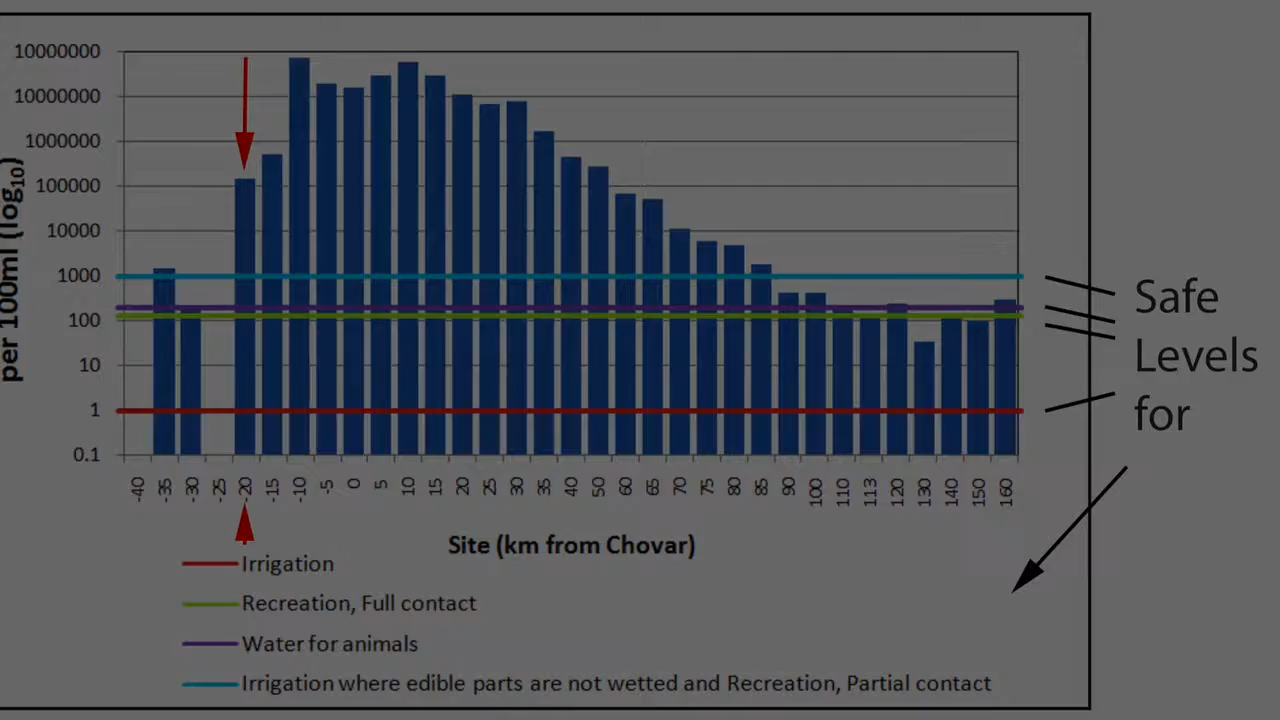 10000000
10000000
1000000
100000
10000
1000
100
10
1
0.1
per 100ml (log10)
-40 -35 -30 -25 -20 -15 -10 -5 0 5 10 15 20 25 30 35 40 50 60 65 70 75 80 85 90 100 110 113 120 130 140 150 160
Site (km from Chovar)
Irrigation
Recreation, Full contact
Water for animals
Irrigation where edible parts are not wetted and Recreation, Partial contact
Safe
Levels
for